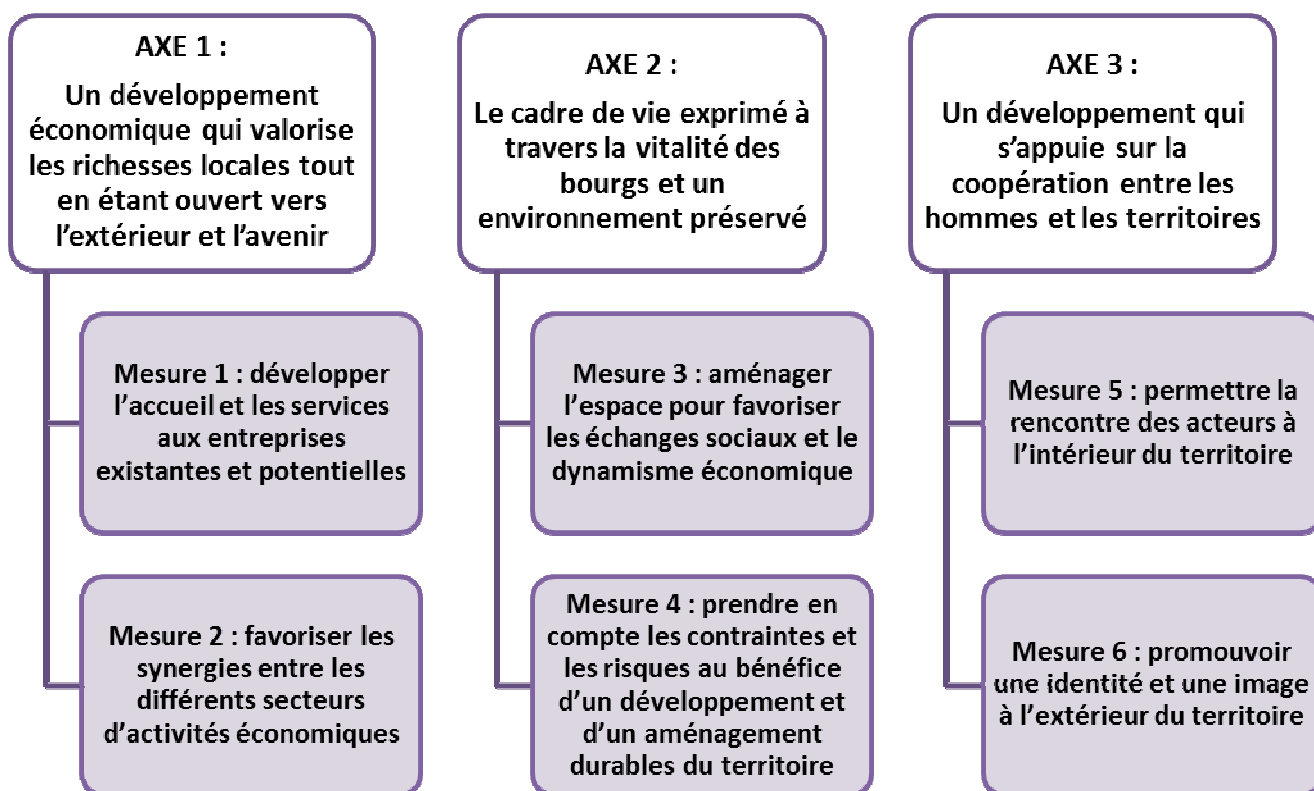 AXE 1 :
Un développement
économique qui valorise
les richesses locales tout
en étant ouvert vers
l'extérieur et l'avenir
Mesure 1 : développer
l'accueil et les services
aux entreprises
existantes et potentielles
Mesure 2 : favoriser les
synergies entre les
différents secteurs
d'activités économiques
AXE 2 :
Le cadre de vie exprimé à
travers la vitalité des
bourgs et un
environnement préservé
Mesure 3 : aménager
l'espace pour favoriser
les échanges sociaux et le
dynamisme économique
Mesure 4 : prendre en
compte les contraintes et
les risques au bénéfice
d'un développement et
d'un aménagement
durables du territoire
AXE 3 :
Un développement qui
s'appuie sur la
coopération entre les
hommes et les territoires
Mesure 5 : permettre la
rencontre des acteurs à
l'intérieur du territoire
Mesure 6 : promouvoir
une identité et une image
à l'extérieur du territoire